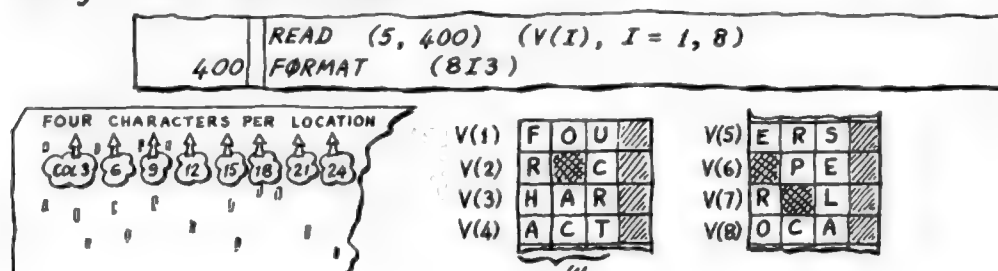 READ (5, 400) (V(I), I = 1, 8)
400 FØRMAT (8I3)
FOUR CHARACTERS PER LOCATION
COL 3 6 9 12 15 18 21 24
V(1) F O U
V(2) R C
V(3) H A R
V(4) A C T
V(5) E R S
V(6) P E
V(7) R L
V(8) O C A